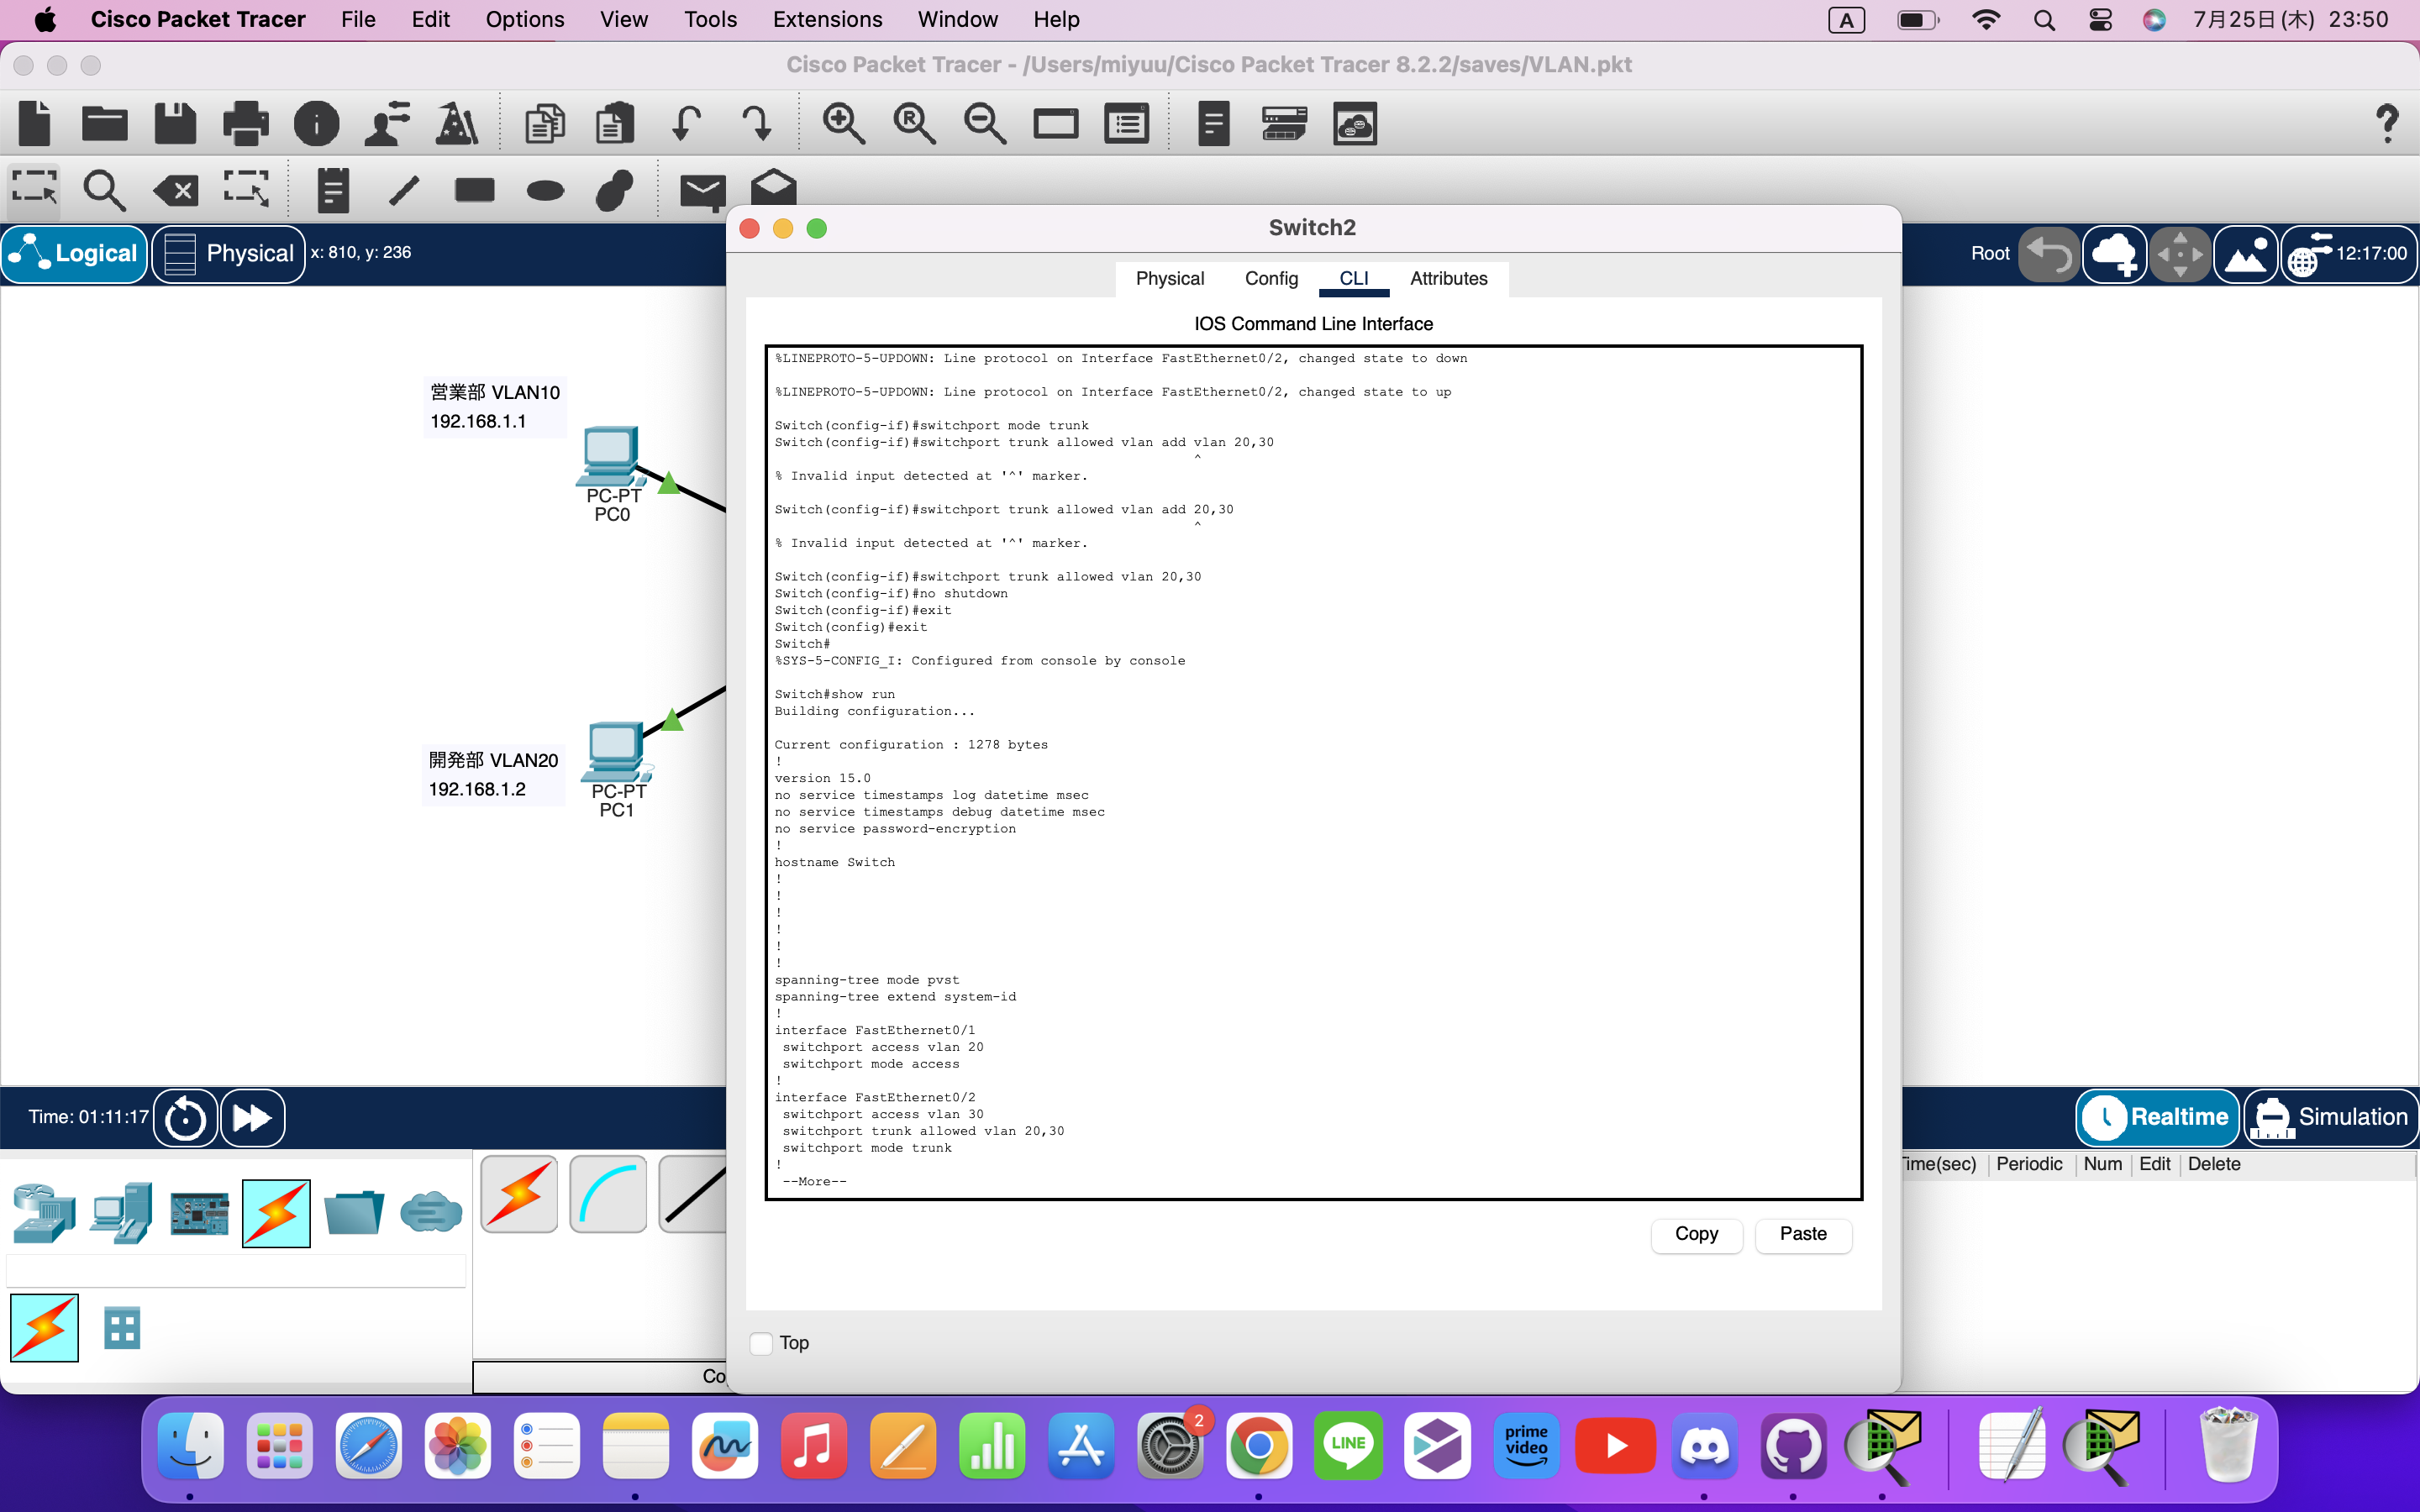 Cisco Packet Tracer File Edit Options View Tools Extensions Window Help A 7月25日(木) 23:50
Cisco Packet Tracer - /Users/miyuu/Cisco Packet Tracer 8.2.2/saves/VLAN.pkt
Logical Physical x: 810, y: 236 Root 12:17:00
営業部 VLAN10
192.168.1.1
PC-PT
PC0
開発部 VLAN20
192.168.1.2
PC-PT
PC1
Switch2
Physical Config CLI Attributes
IOS Command Line Interface
%LINEPROTO-5-UPDOWN: Line protocol on Interface FastEthernet0/2, changed state to down
%LINEPROTO-5-UPDOWN: Line protocol on Interface FastEthernet0/2, changed state to up
Switch(config-if)#switchport mode trunk
Switch(config-if)#switchport trunk allowed vlan add vlan 20,30
^
% Invalid input detected at '^' marker.
Switch(config-if)#switchport trunk allowed vlan add 20,30
^
% Invalid input detected at '^' marker.
Switch(config-if)#switchport trunk allowed vlan 20,30
Switch(config-if)#no shutdown
Switch(config-if)#exit
Switch(config)#exit
Switch#
%SYS-5-CONFIG_I: Configured from console by console
Switch#show run
Building configuration...
Current configuration : 1278 bytes
!
version 15.0
no service timestamps log datetime msec
no service timestamps debug datetime msec
no service password-encryption
!
hostname Switch
!
!
!
!
!
!
spanning-tree mode pvst
spanning-tree extend system-id
!
interface FastEthernet0/1
switchport access vlan 20
switchport mode access
!
interface FastEthernet0/2
switchport access vlan 30
switchport trunk allowed vlan 20,30
switchport mode trunk
!
--More--
Copy Paste
Top
Time: 01:11:17 Realtime Simulation
ime(sec) Periodic Num Edit Delete
Co
2
LINE
prime video